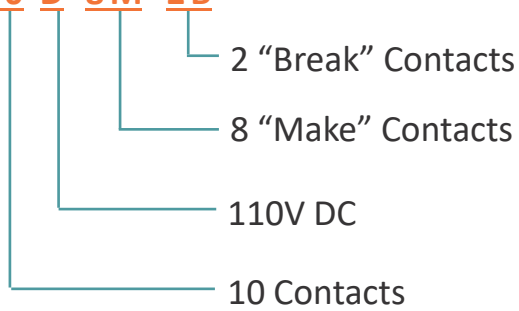 2 “Break” Contacts
8 “Make” Contacts
110V DC
10 Contacts